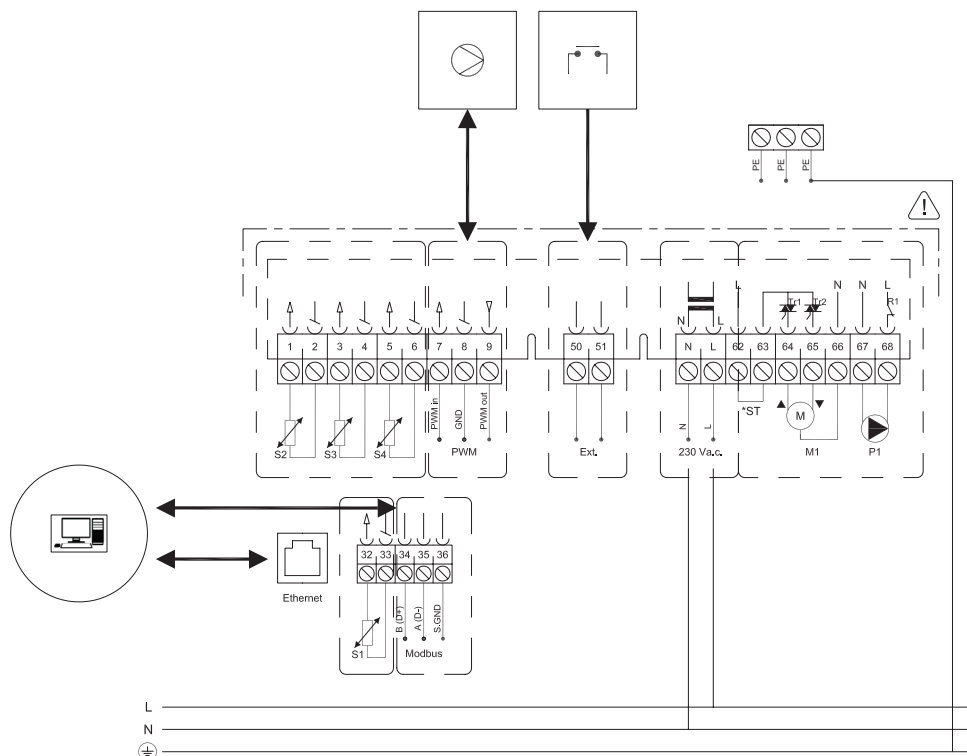 PE PE PE
!
Tr1 Tr2
L N N L
R1
N L
1 2 3 4 5 6 7 8 9 50 51 N L 62 63 64 65 66 67 68
PWM in GND PWM out
N L
*ST
M
S2 S3 S4 PWM Ext. 230 Va.c. M1 P1
32 33 34 35 36
Ethernet
B (D+) A (D-) S.GND
S1 Modbus
L
N